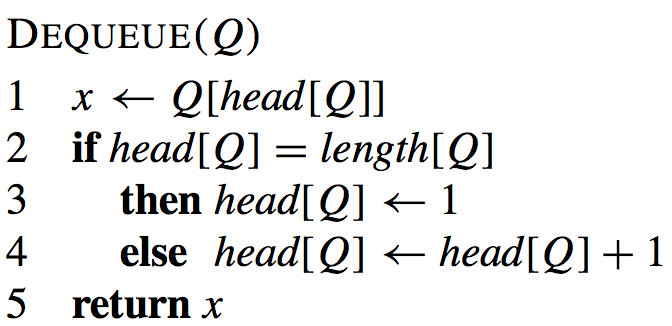 DEQUEUE(Q)
1 x ← Q[head[Q]]
2 if head[Q] = length[Q]
3 then head[Q] ← 1
4 else head[Q] ← head[Q] + 1
5 return x